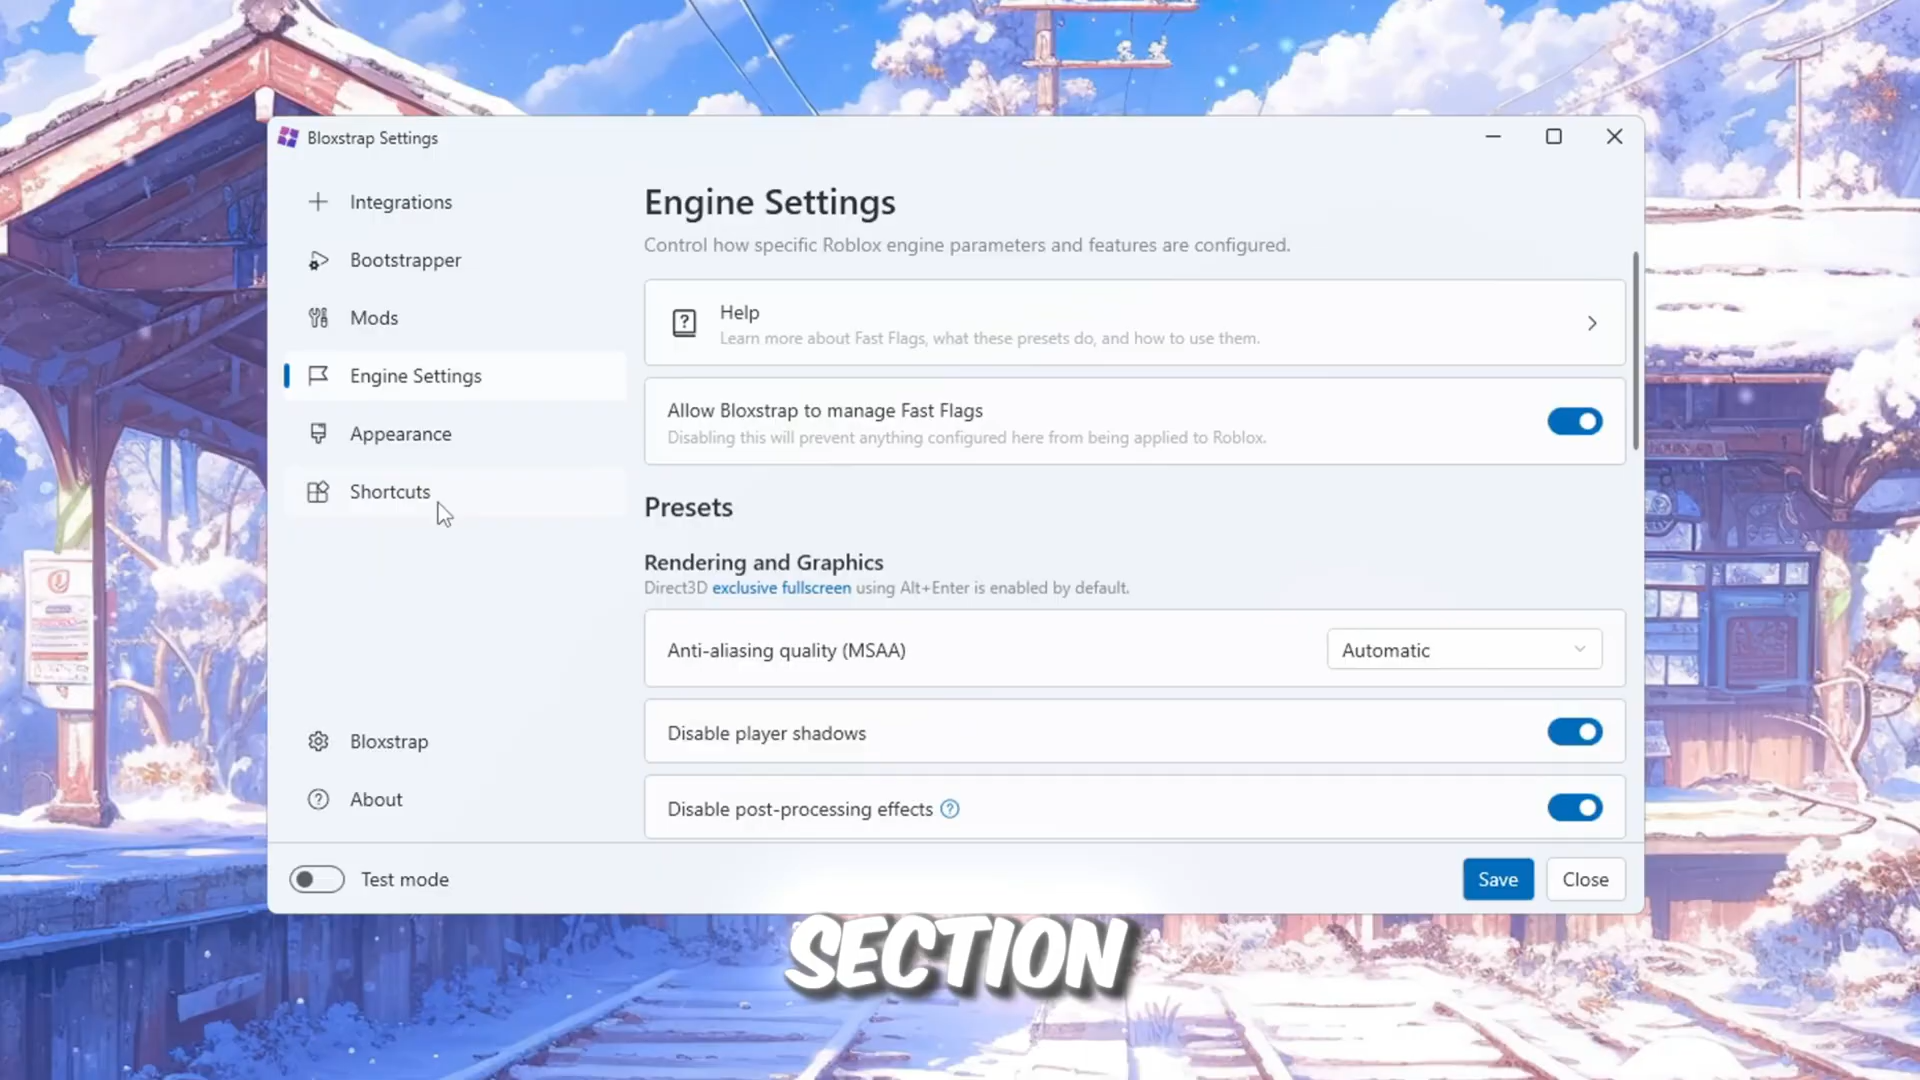 Bloxstrap Settings
Integrations
Bootstrapper
Mods
Engine Settings
Appearance
Shortcuts
Bloxstrap
About
Test mode
Engine Settings
Control how specific Roblox engine parameters and features are configured.
Help
Learn more about Fast Flags, what these presets do, and how to use them.
Allow Bloxstrap to manage Fast Flags
Disabling this will prevent anything configured here from being applied to Roblox.
Presets
Rendering and Graphics
Direct3D exclusive fullscreen using Alt+Enter is enabled by default.
Anti-aliasing quality (MSAA)
Automatic
Disable player shadows
Disable post-processing effects
Save
Close
SECTION